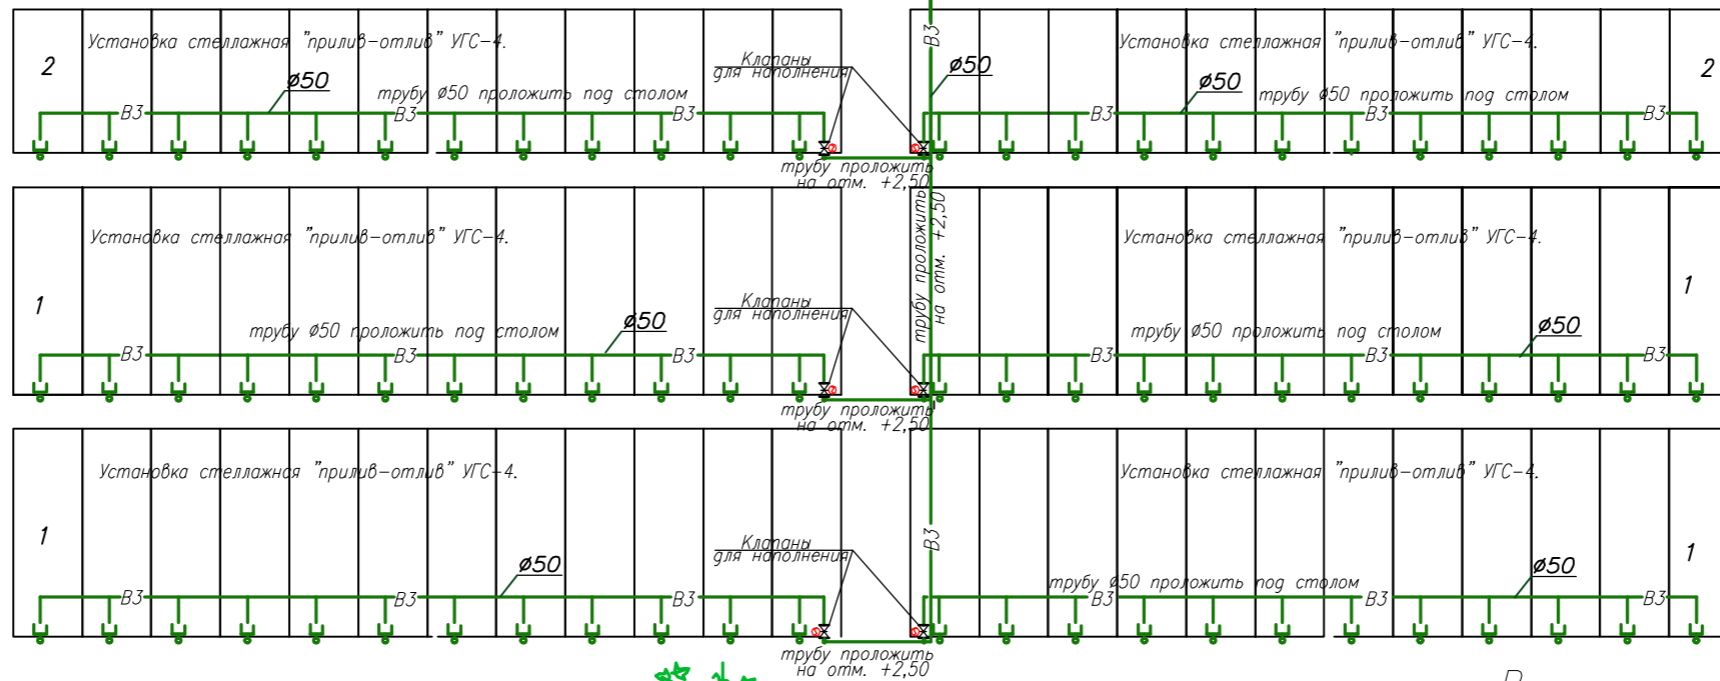 Установка стеллажная "прилив-отлив" УГС-4.
2
ø50
трубу ø50 проложить под столом
В3
В3
В3
Клапаны
для наполнения
В3
ø50
Установка стеллажная "прилив-отлив" УГС-4.
2
ø50
трубу ø50 проложить под столом
В3
В3
В3
трубу проложить
на отм. +2,50
Установка стеллажная "прилив-отлив" УГС-4.
1
трубу ø50 проложить под столом
ø50
В3
В3
В3
Клапаны
для наполнения
трубу проложить
на отм. +2,50
Установка стеллажная "прилив-отлив" УГС-4.
1
трубу ø50 проложить под столом
ø50
В3
В3
В3
трубу проложить
на отм. +2,50
Установка стеллажная "прилив-отлив" УГС-4.
1
ø50
В3
В3
В3
Клапаны
для наполнения
В3
Установка стеллажная "прилив-отлив" УГС-4.
1
трубу ø50 проложить под столом
ø50
В3
В3
В3
трубу проложить
на отм. +2,50